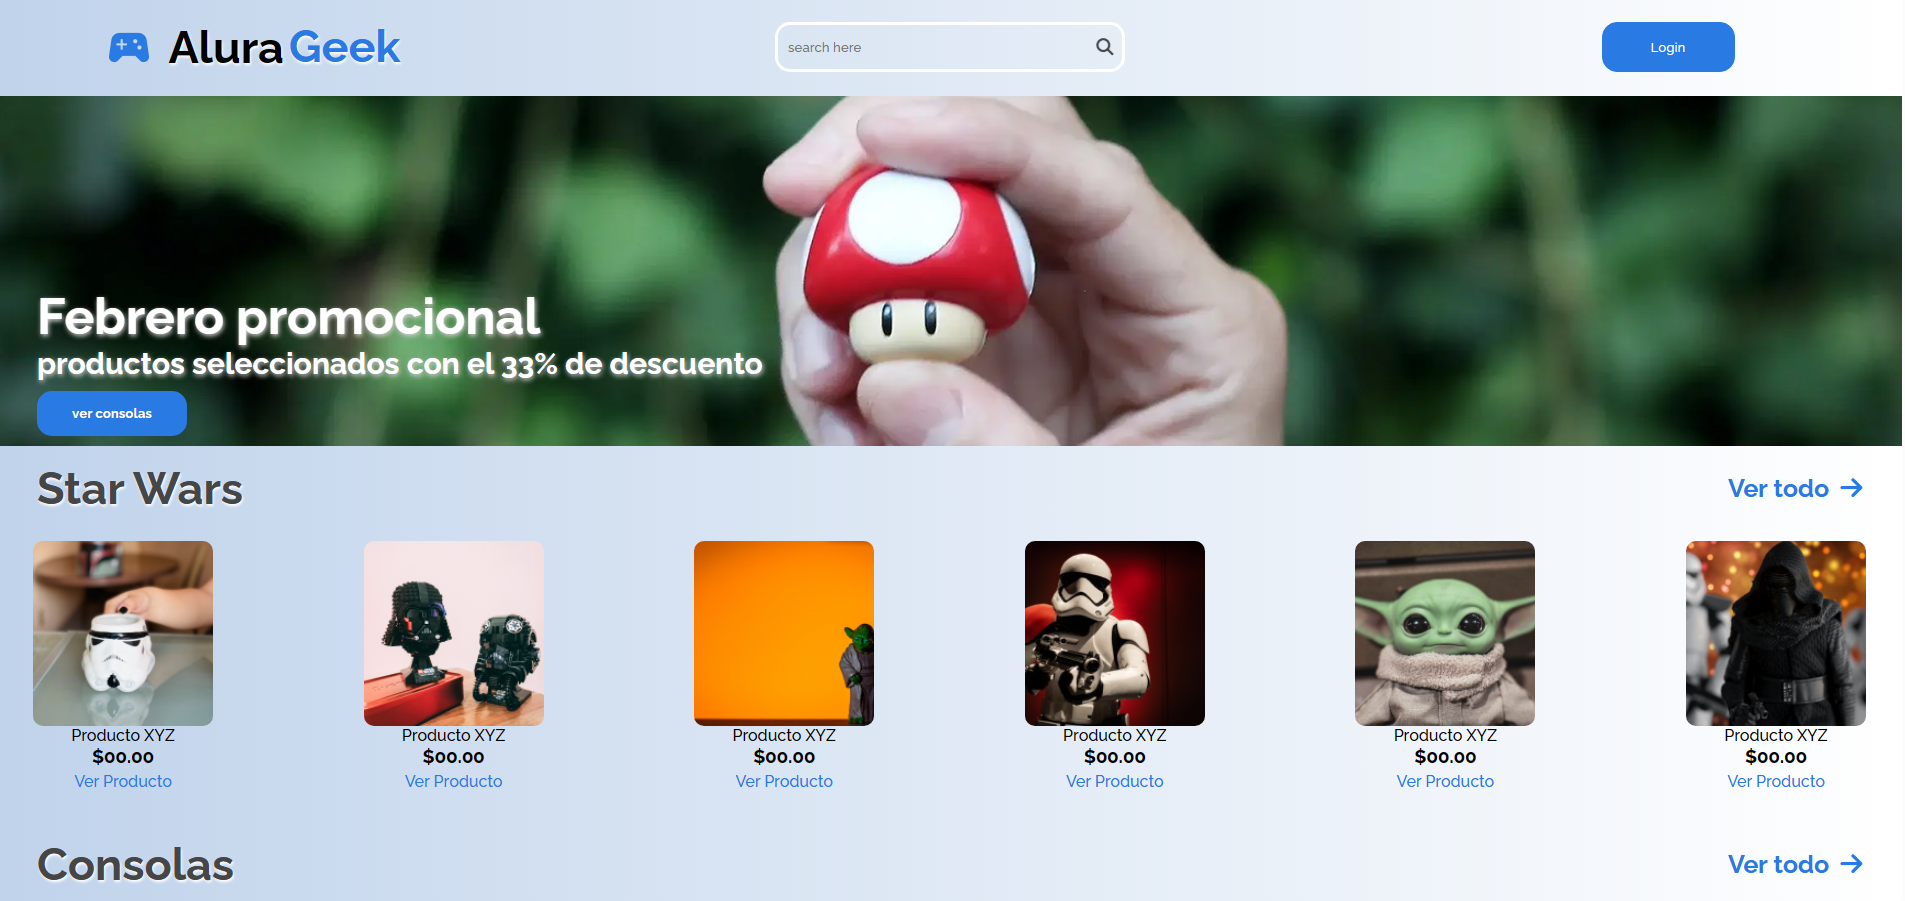 Alura Geek
search here
Login
Febrero promocional
productos seleccionados con el 33% de descuento
ver consolas
Star Wars
Ver todo →
Producto XYZ
$00.00
Ver Producto
Producto XYZ
$00.00
Ver Producto
Producto XYZ
$00.00
Ver Producto
Producto XYZ
$00.00
Ver Producto
Producto XYZ
$00.00
Ver Producto
Producto XYZ
$00.00
Ver Producto
Consolas
Ver todo →